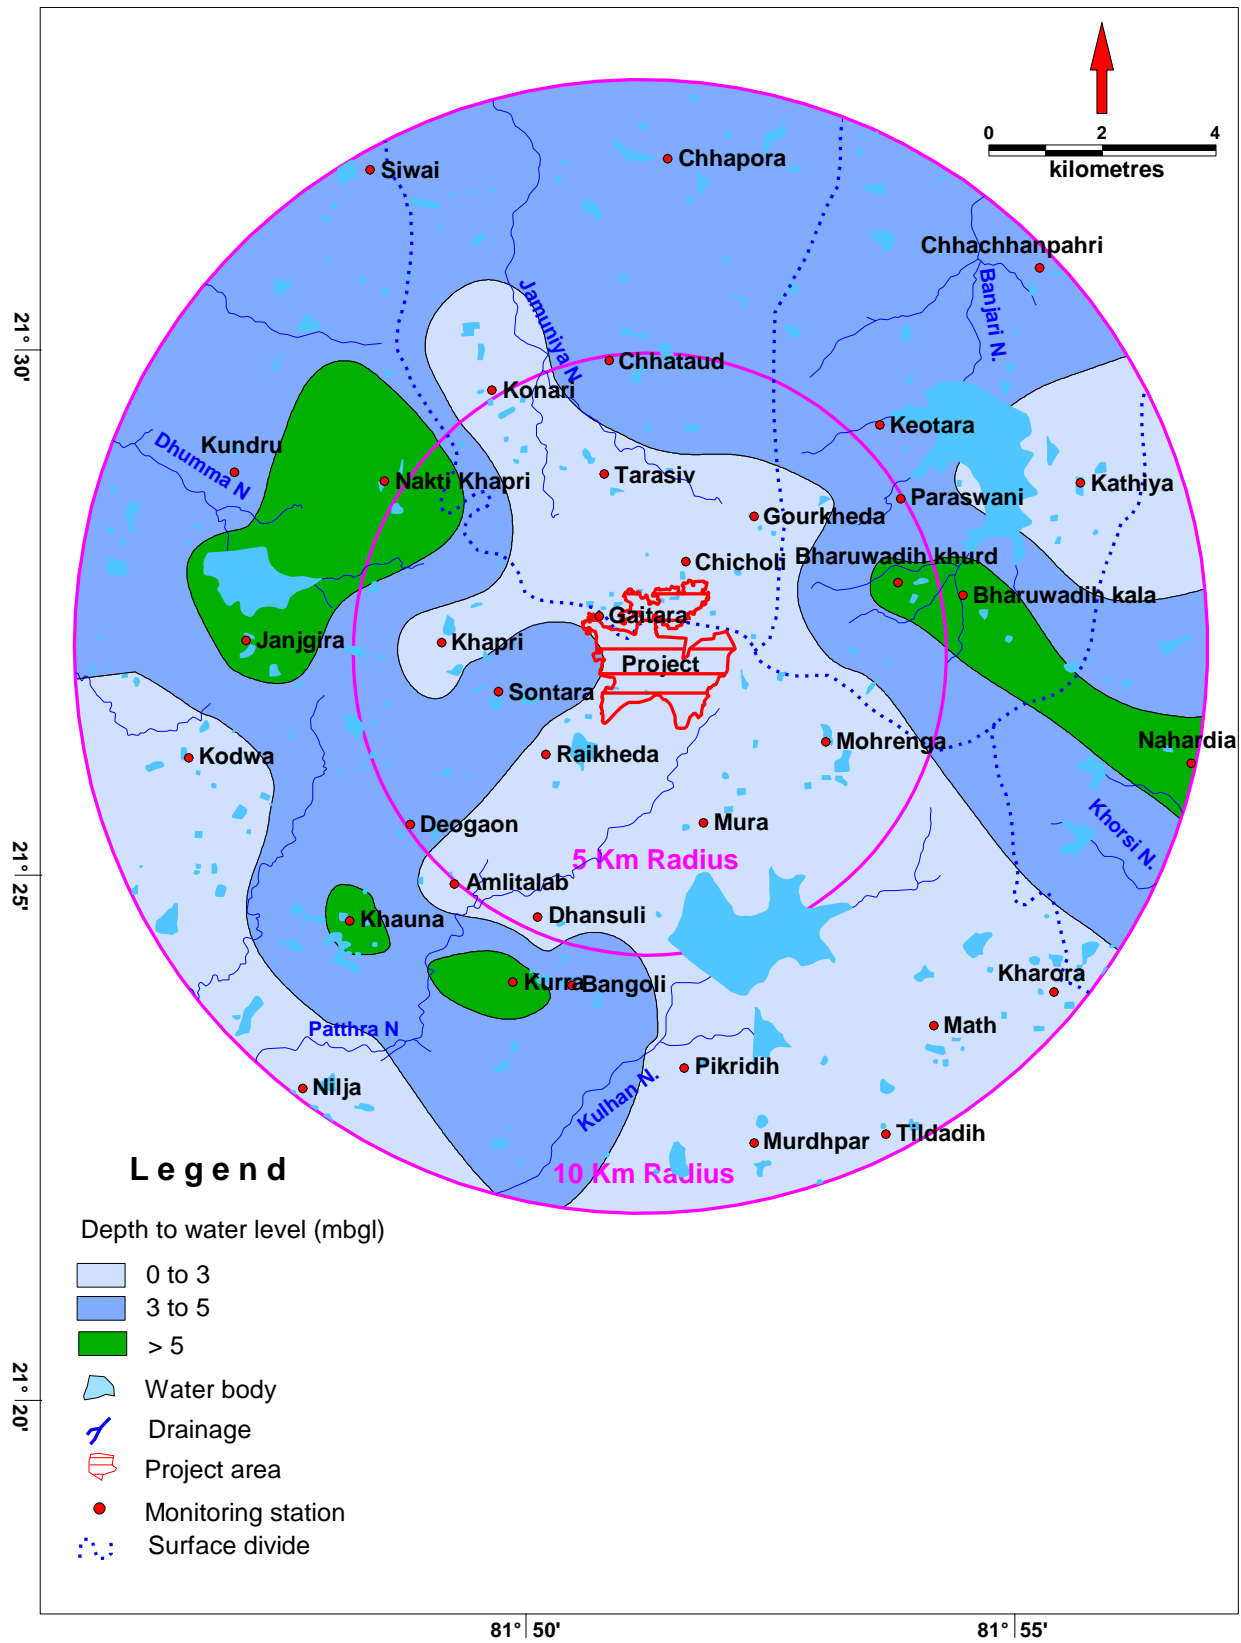 0 2 4
kilometres
Siwai
Chhapora
Chhachhanpahri
Banjari N.
Jamuniya N
21° 30'
Chhataud
Konari
Keotara
Kundru
Dhumma N
Nakti Khapri
Tarasiv
Kathiya
Paraswani
Gourkheda
Chicholi
Bharuwadih khurd
Bharuwadih kala
Gaitara
Janjgira
Khapri
Project
Sontara
Kodwa
Raikheda
Mohrenga
Nahardia
Deogaon
Mura
Khorsi N.
5 Km Radius
21° 25'
Amlitalab
Khauna
Dhansuli
Kurra
Bangoli
Kharora
Patthra N
Math
Pikridih
Nilja
Kulhan N.
Murdhpar
Tildadih
10 Km Radius
Legend
Depth to water level (mbgl)
0 to 3
3 to 5
> 5
Water body
21° 20'
Drainage
Project area
Monitoring station
Surface divide
81° 50'
81° 55'